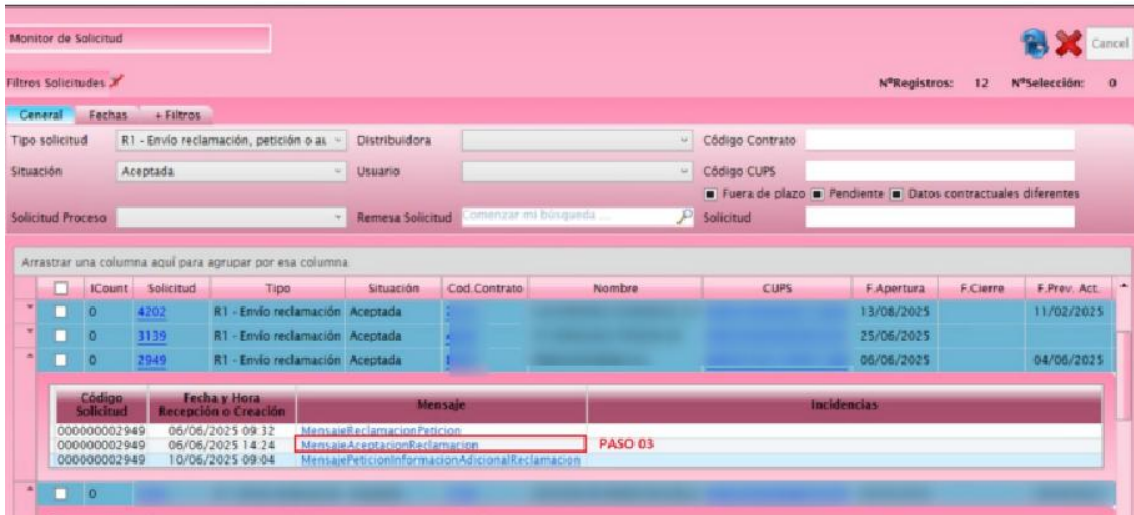 Monitor de Solicitud
Cancel
Filtros Solicitudes
NºRegistros: 12 NºSelección: 0
General Fechas + Filtros
Tipo solicitud R1 - Envío reclamación, petición o au Distribuidora Código Contrato
Situación Aceptada Usuario Código CUPS
Fuera de plazo Pendiente Datos contractuales diferentes
Solicitud Proceso Remesa Solicitud Comenzar mi búsqueda ... Solicitud
Arrastrar una columna aquí para agrupar por esa columna
ICount Solicitud Tipo Situación Cod.Contrato Nombre CUPS F.Apertura F.Cierre F.Prev. Act.
0 4202 R1 - Envío reclamación Aceptada 13/08/2025 11/02/2025
0 3139 R1 - Envío reclamación Aceptada 25/06/2025
0 2949 R1 - Envío reclamación Aceptada 06/06/2025 04/06/2025
Código Solicitud Fecha y Hora Recepción o Creación Mensaje Incidencias
000000002949 06/06/2025 09:32 MensajeReclamacionPeticion
000000002949 06/06/2025 14:24 MensajeAceptacionReclamacion PASO 03
000000002949 10/06/2025 09:04 MensajePeticionInformacionAdicionalReclamacion
0